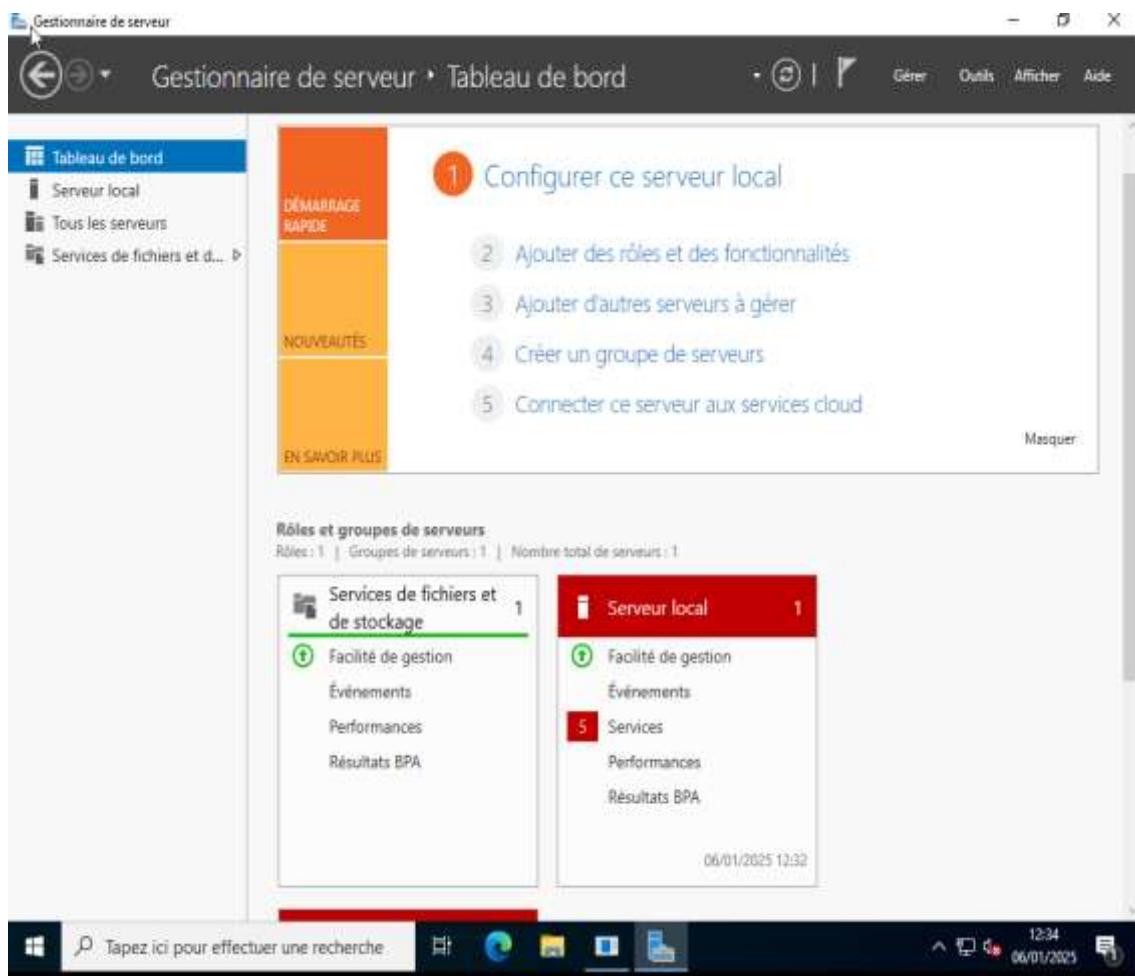 Gestionnaire de serveur
Gestionnaire de serveur ‣ Tableau de bord
Gérer Outils Afficher Aide
Tableau de bord
Serveur local
Tous les serveurs
Services de fichiers et d...
DÉMARRAGE
RAPIDE
NOUVEAUTÉS
EN SAVOIR PLUS
1 Configurer ce serveur local
2 Ajouter des rôles et des fonctionnalités
3 Ajouter d'autres serveurs à gérer
4 Créer un groupe de serveurs
5 Connecter ce serveur aux services cloud
Masquer
Rôles et groupes de serveurs
Rôles : 1 | Groupes de serveurs : 1 | Nombre total de serveurs : 1
Services de fichiers et
de stockage
1
Facilité de gestion
Événements
Performances
Résultats BPA
Serveur local 1
Facilité de gestion
Événements
5 Services
Performances
Résultats BPA
06/01/2025 12:32
Tapez ici pour effectuer une recherche
12:34
06/01/2025
1